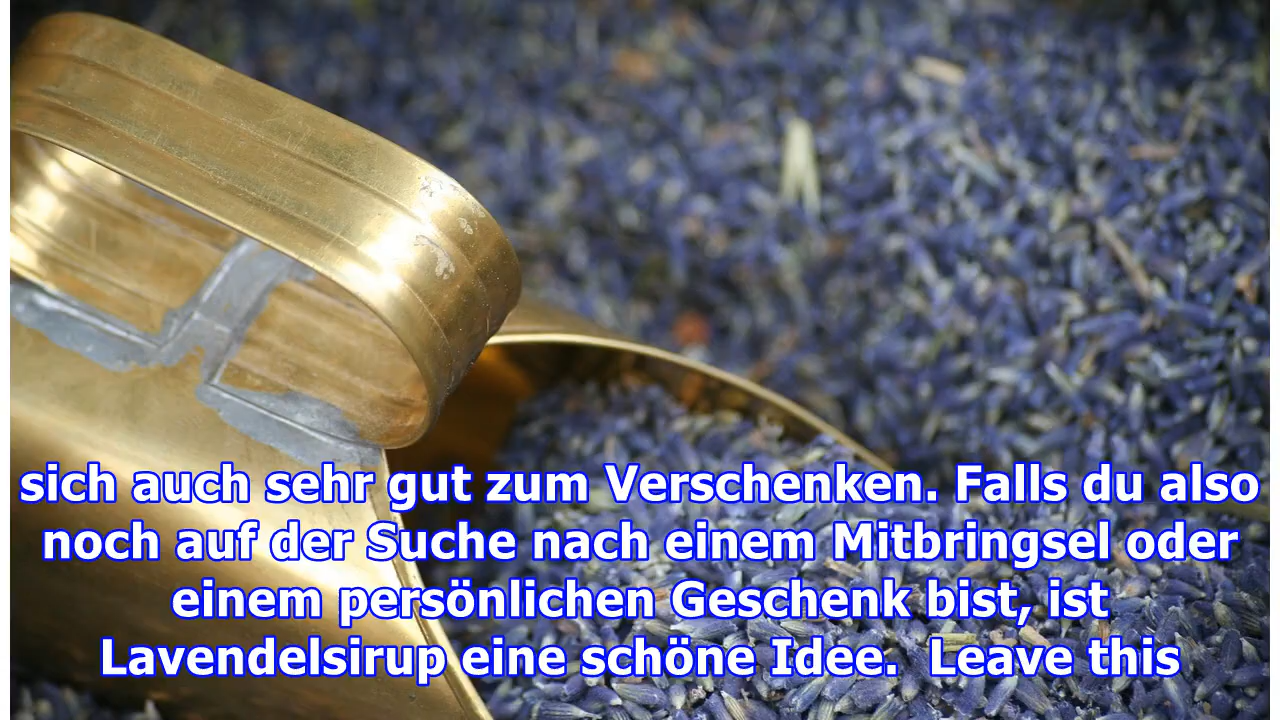 sich auch sehr gut zum Verschenken. Falls du also
noch auf der Suche nach einem Mitbringsel oder
einem persönlichen Geschenk bist, ist
Lavendelsirup eine schöne Idee.  Leave this